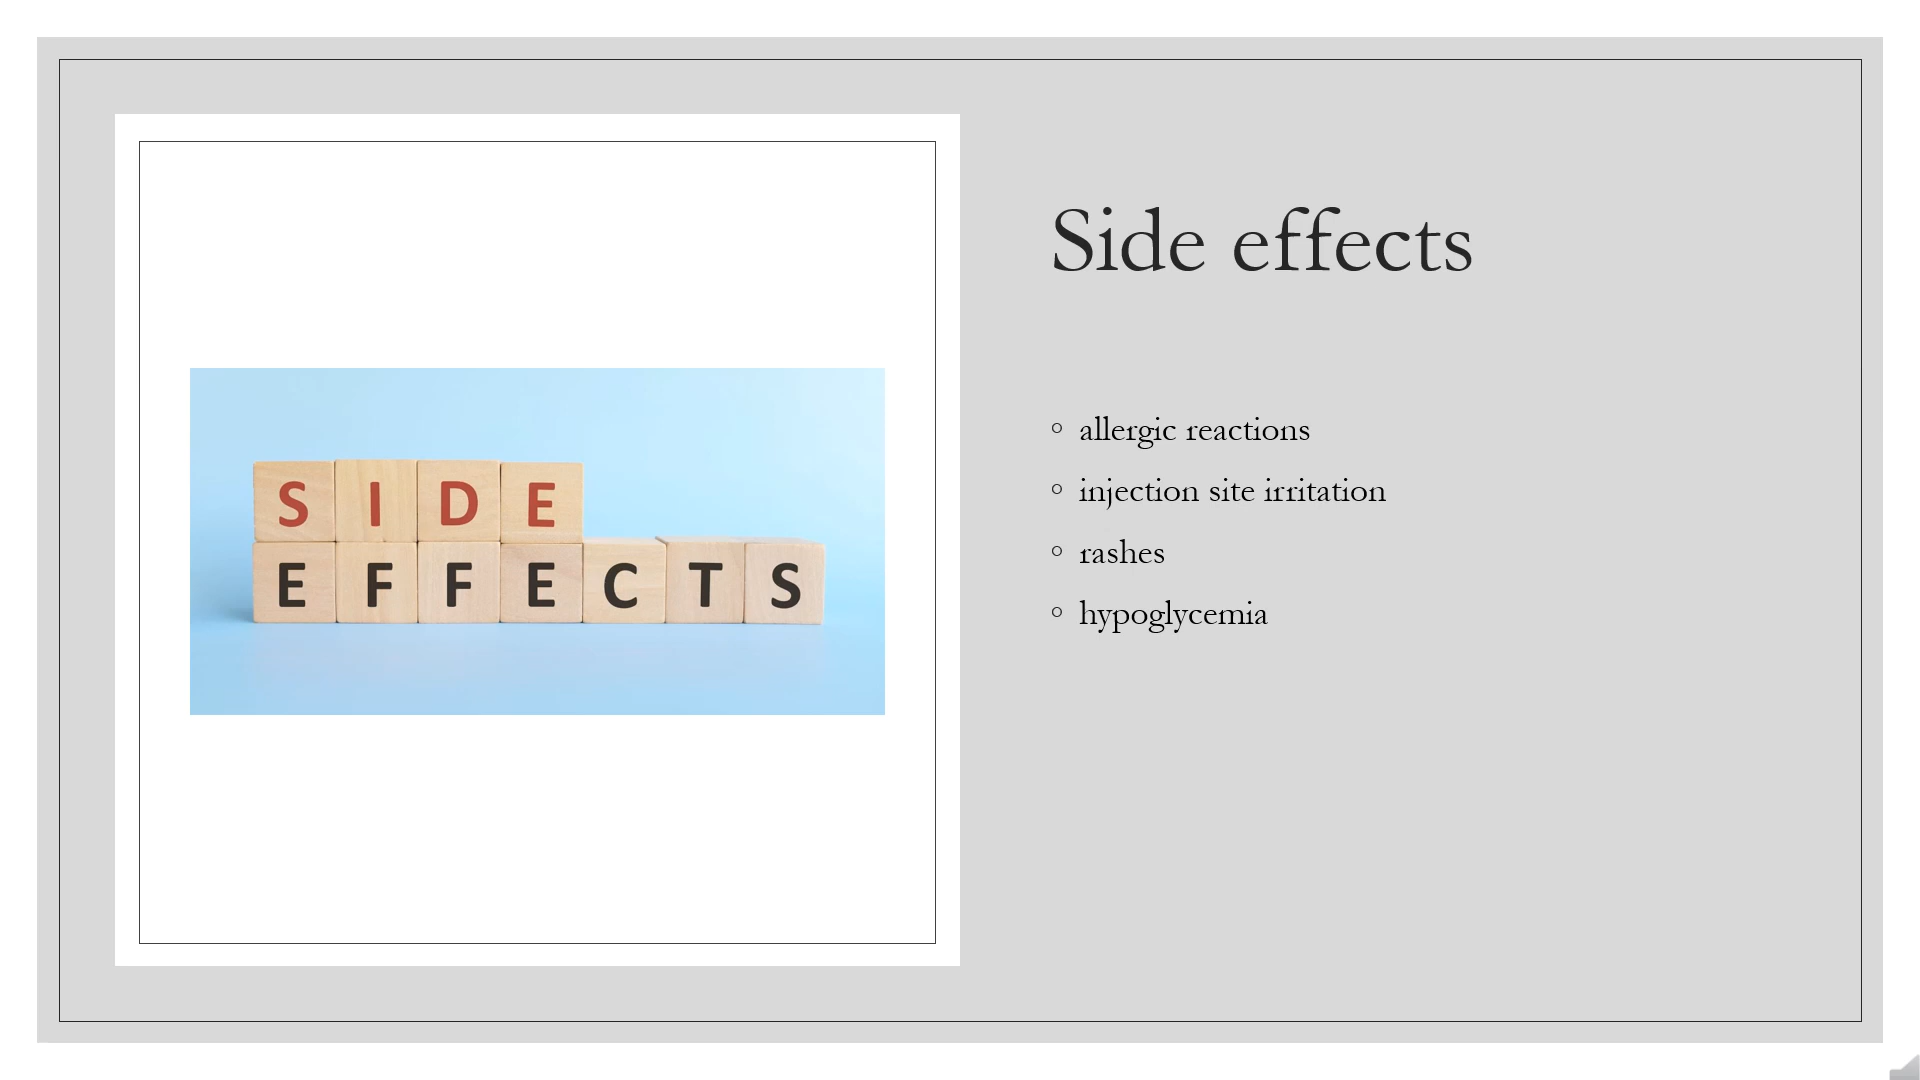 SIDE
EFFECTS
Side effects
◦ allergic reactions
◦ injection site irritation
◦ rashes
◦ hypoglycemia